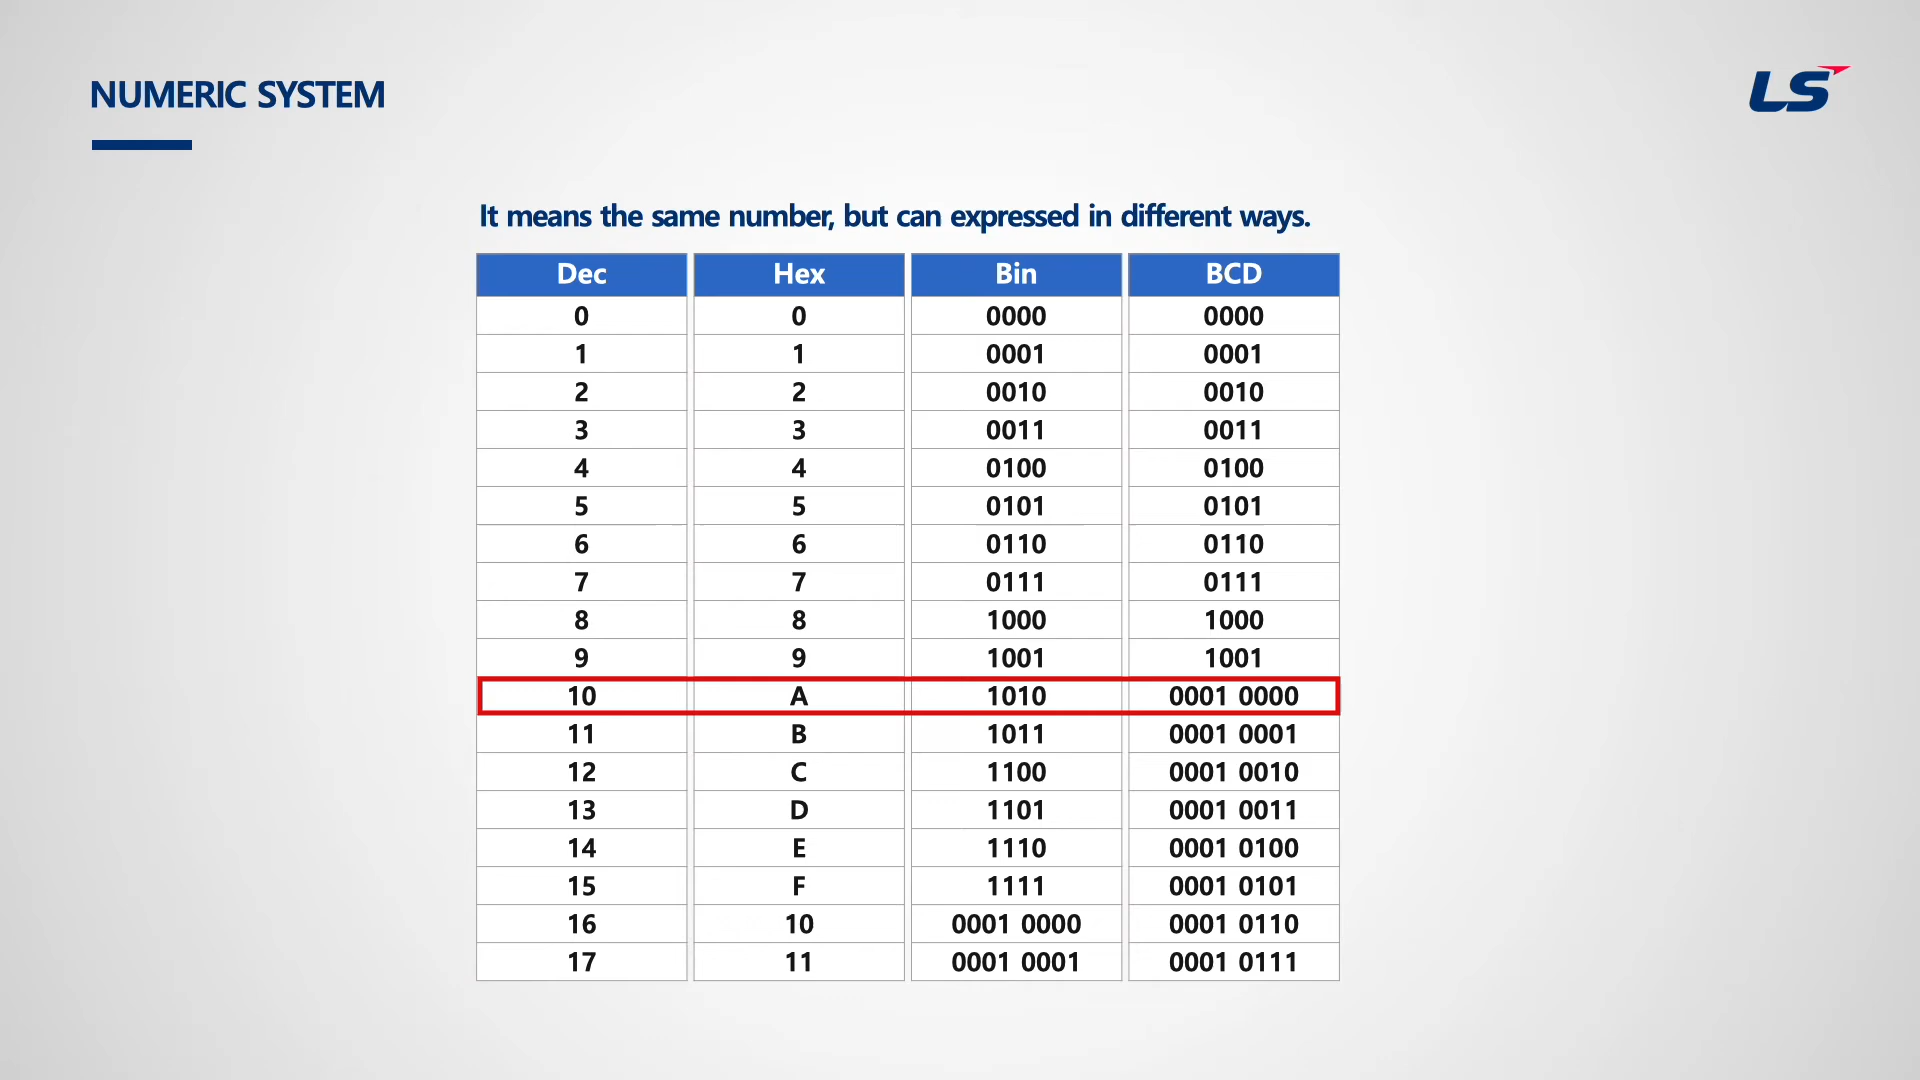 NUMERIC SYSTEM
LS
It means the same number, but can expressed in different ways.
Dec Hex Bin BCD
0 0 0000 0000
1 1 0001 0001
2 2 0010 0010
3 3 0011 0011
4 4 0100 0100
5 5 0101 0101
6 6 0110 0110
7 7 0111 0111
8 8 1000 1000
9 9 1001 1001
10 A 1010 0001 0000
11 B 1011 0001 0001
12 C 1100 0001 0010
13 D 1101 0001 0011
14 E 1110 0001 0100
15 F 1111 0001 0101
16 10 0001 0000 0001 0110
17 11 0001 0001 0001 0111